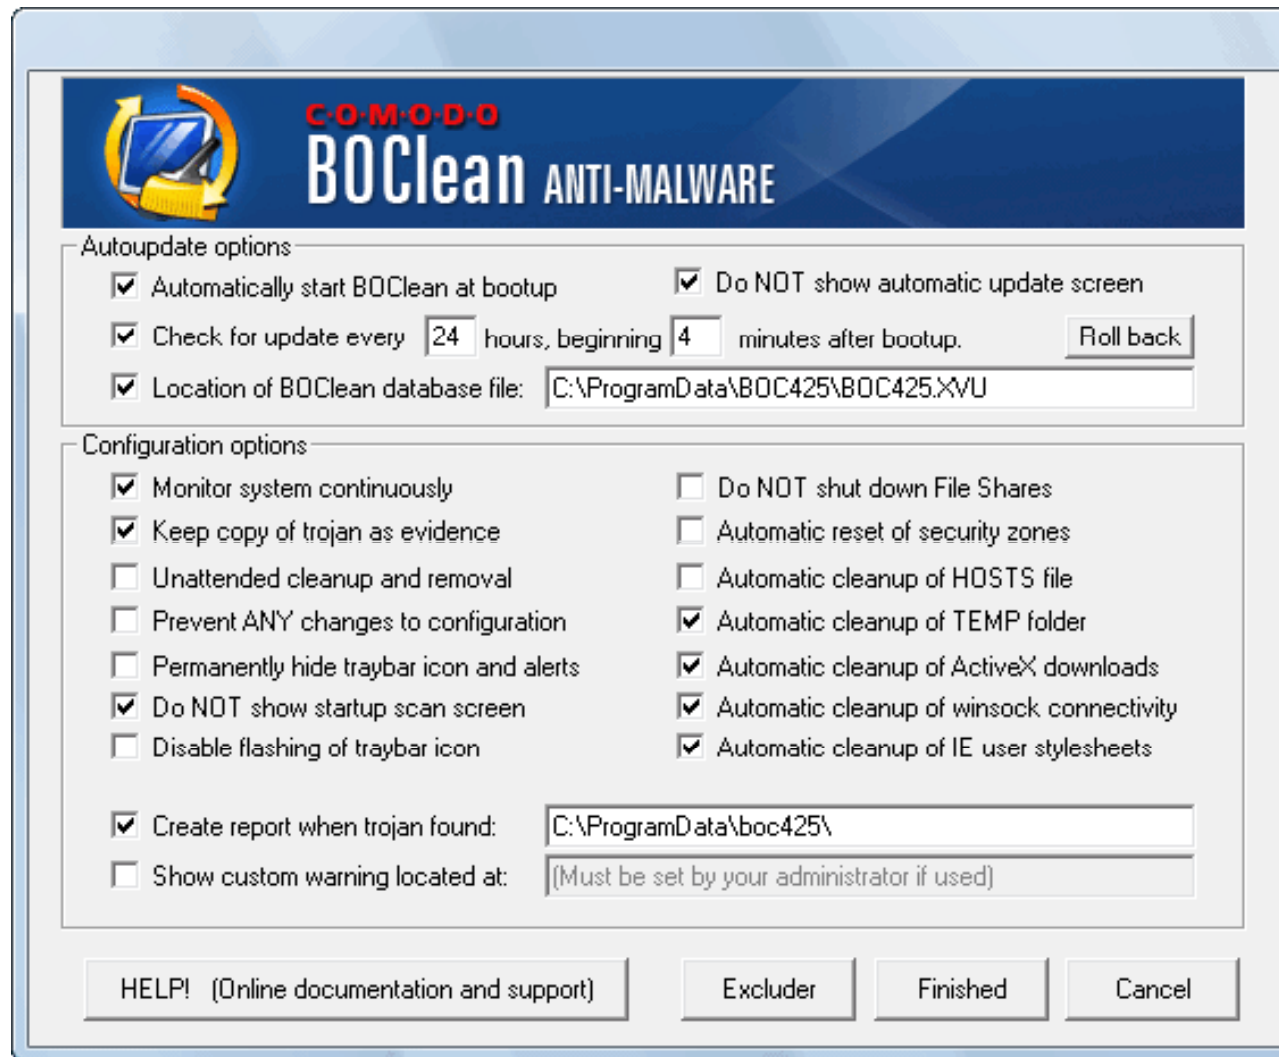 C·O·M·O·D·O
BOClean ANTI-MALWARE
Autoupdate options
Automatically start BOClean at bootup
Do NOT show automatic update screen
Check for update every 24 hours, beginning 4 minutes after bootup.
Roll back
Location of BOClean database file: C:\ProgramData\BOC425\BOC425.XVU
Configuration options
Monitor system continuously
Do NOT shut down File Shares
Keep copy of trojan as evidence
Automatic reset of security zones
Unattended cleanup and removal
Automatic cleanup of HOSTS file
Prevent ANY changes to configuration
Automatic cleanup of TEMP folder
Permanently hide traybar icon and alerts
Automatic cleanup of ActiveX downloads
Do NOT show startup scan screen
Automatic cleanup of winsock connectivity
Disable flashing of traybar icon
Automatic cleanup of IE user stylesheets
Create report when trojan found: C:\ProgramData\boc425\
Show custom warning located at: (Must be set by your administrator if used)
HELP! (Online documentation and support)
Excluder
Finished
Cancel